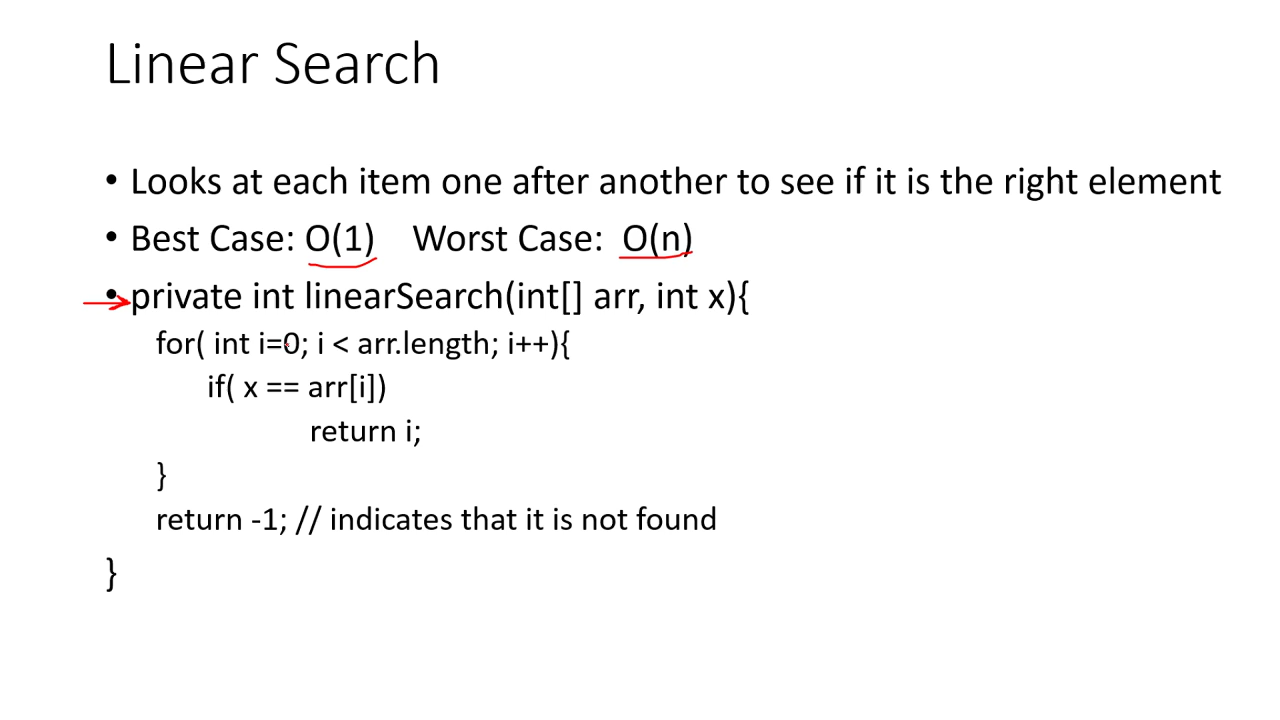 Linear Search
• Looks at each item one after another to see if it is the right element
• Best Case: O(1) Worst Case: O(n)
• private int linearSearch(int[] arr, int x){
for( int i=0; i < arr.length; i++){
if( x == arr[i])
return i;
}
return -1; // indicates that it is not found
}